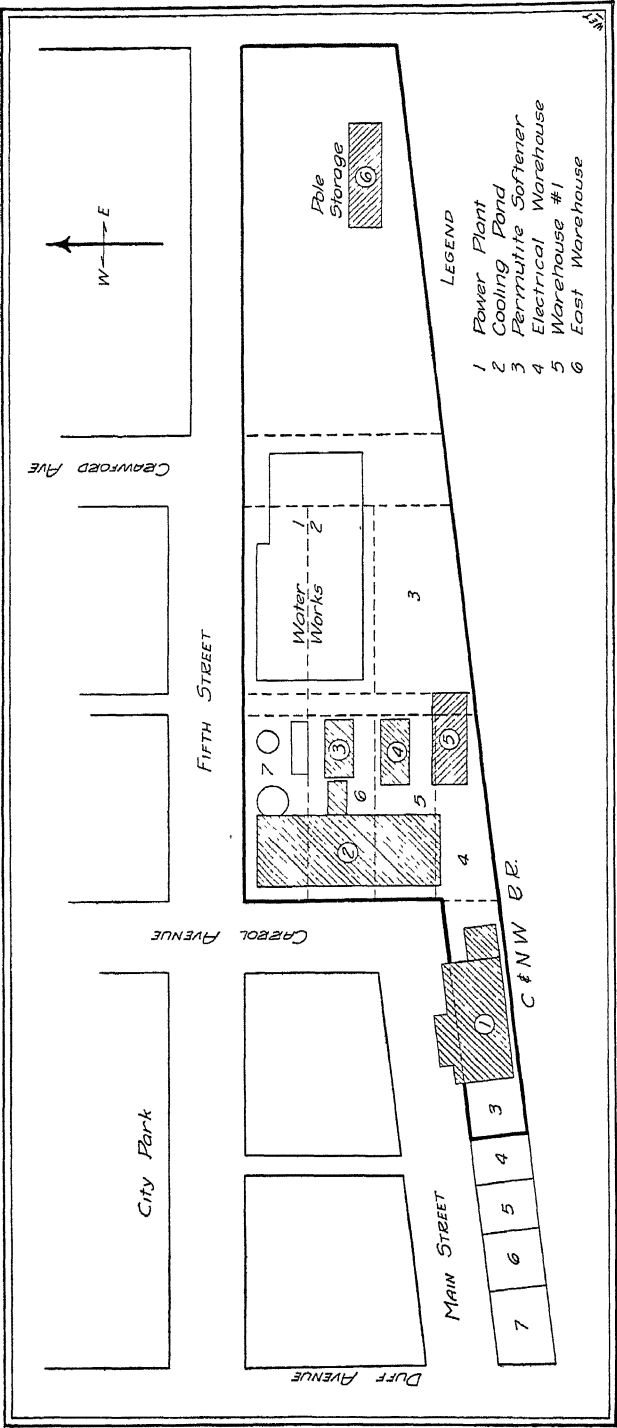 WEY
W E
CRAWFORD AVE
Pole
Storage
6
LEGEND
1 Power Plant
2 Cooling Pond
3 Permutite Softener
4 Electrical Warehouse
5 Warehouse #1
6 East Warehouse
FIFTH STREET
1
2
Water
Works
3
7
3
4
5
6
5
2
4
CARROL AVENUE
C & NW R.R.
1
City Park
3
4
5
6
7
MAIN STREET
DUFF AVENUE